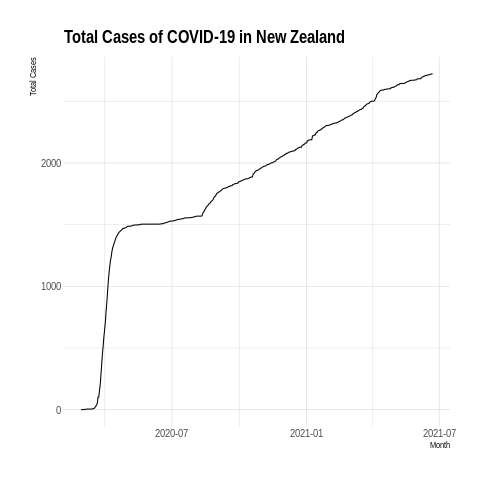 Total Cases of COVID-19 in New Zealand
Total Cases
2000
1000
0
2020-07 2021-01 2021-07
Month